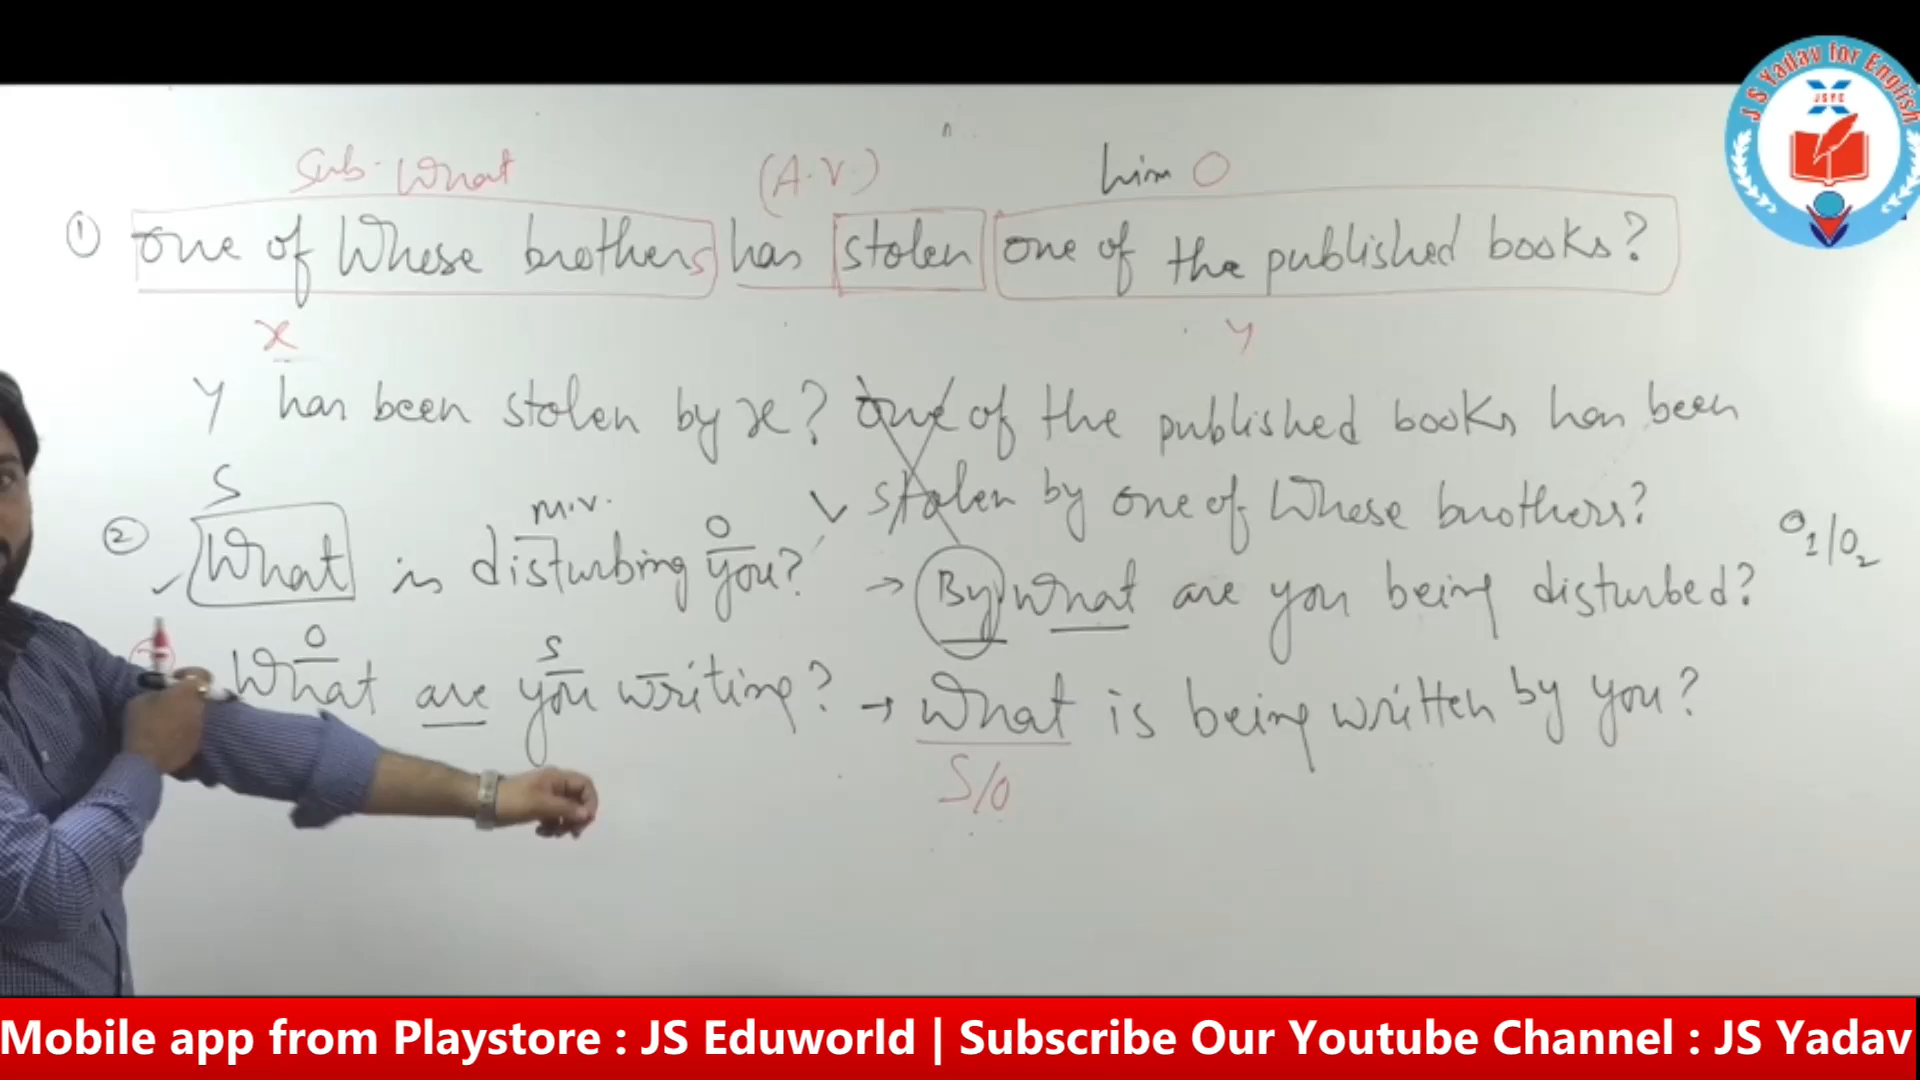 J S Yadav for English
JSYE
Sub. What (A.V.) him O
① one of Whose brothers has stolen one of the published books?
x y
Y has been stolen by x? one of the published books has been
stolen by one of Whose brothers?
S m.v. O
② What is disturbing you? → By what are you being disturbed? O1/O2
O S
What are you writing? → What is being written by you?
S/O
Mobile app from Playstore : JS Eduworld | Subscribe Our Youtube Channel : JS Yadav